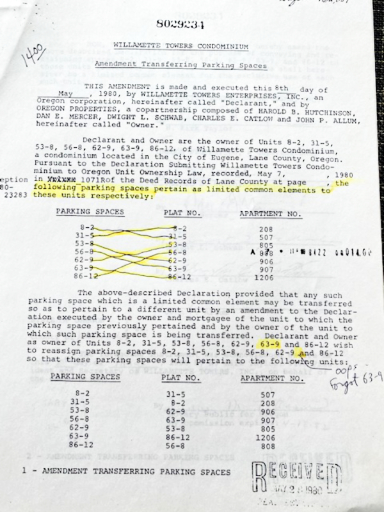 8029234
1400
WILLAMETTE TOWERS CONDOMINIUM
Amendment Transferring Parking Spaces
THIS AMENDMENT is made and executed this 6th day of
May, 1980, by WILLAMETTE TOWERS ENTERPRISES, INC., an
Oregon corporation, hereinafter called "Declarant," and by
OREGON PROPERTIES, a copartnership composed of HAROLD B. HUTCHINSON,
DAN E. MERCER, DWIGHT L. SCHWAB, CHARLES E. CATLOW and JOHN P. ALLUM,
hereinafter called "Owner."
Declarant and Owner are the owner of Units 8-2, 31-5,
53-8, 56-8, 62-9, 63-9, 86-12, of Willamette Towers Condominium,
a condominium located in the City of Eugene, Lane County, Oregon.
Pursuant to the Declaration Submitting Willamette Towers Condo-
minium to Oregon Unit Ownership Law, recorded, May 7, , 1980
eption in 1071R of the Deed Records of Lane County at page , the
80- following parking spaces pertain as limited common elements to
23283 these units respectively:
PARKING SPACES PLAT NO. APARTMENT NO.
8-2 8-2 208
31-5 31-5 507
53-8 53-8 805
56-8 56-8 808
62-9 62-9 906
63-9 63-9 907
86-12 86-12 1206
The above-described Declaration provided that any such
parking space which is a limited common element may be transferred
so as to pertain to a different unit by an amendment to the Declar-
ation executed by the owner and mortgagee of the unit to which the
parking space previously pertained and by the owner of the unit to
which such parking space is being transferred. Declarant and Owner
as owner of Units 8-2, 31-5, 53-8, 56-8, 62-9, 63-9 and 86-12 wish
to reassign parking spaces 8-2, 31-5, 53-8, 56-8, 62-9 and 86-12
so that these parking spaces will pertain to the following units:
oops
forgot 63-9
PARKING SPACES PLAT NO. APARTMENT NO.
8-2 31-5 507
31-5 8-2 208
53-8 62-9 906
56-8 63-9 907
62-9 53-8 805
63-9 86-12 1206
86-12 56-8 808
1 - AMENDMENT TRANSFERRING PARKING SPACES
RECEIVED